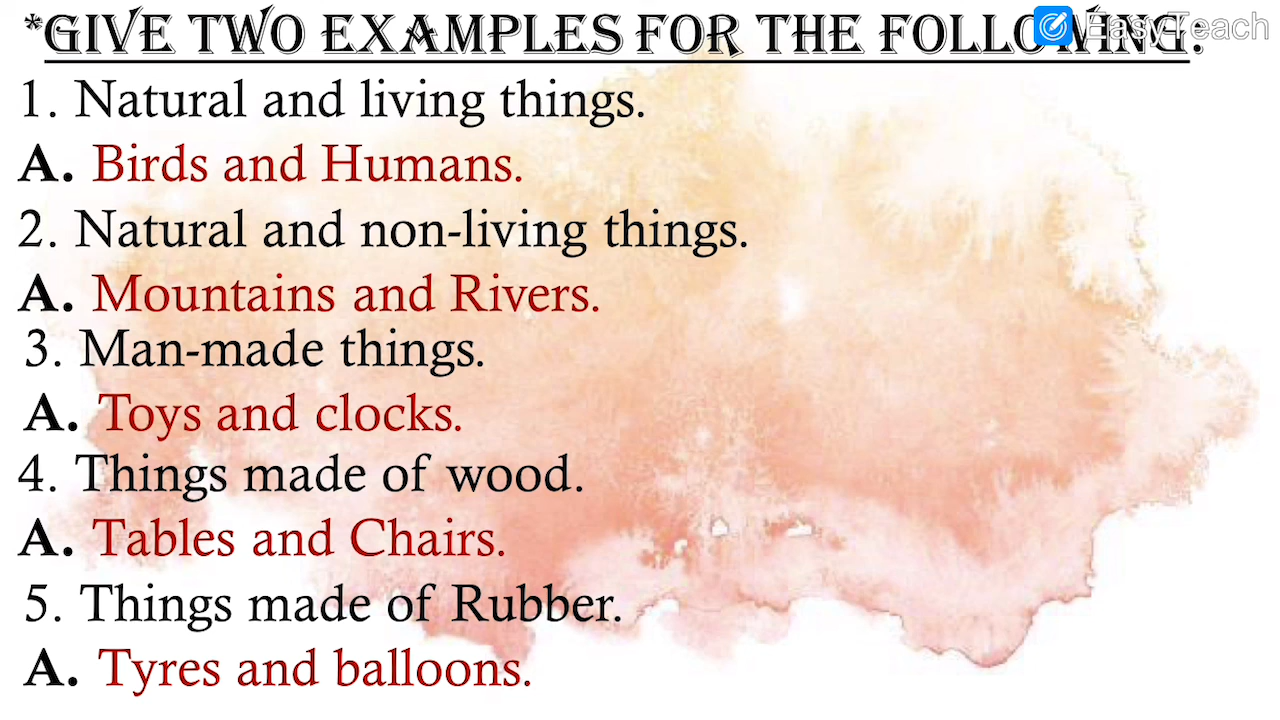 *GIVE TWO EXAMPLES FOR THE FOLLOWING:
EasyTeach
1. Natural and living things.
A. Birds and Humans.
2. Natural and non-living things.
A. Mountains and Rivers.
3. Man-made things.
A. Toys and clocks.
4. Things made of wood.
A. Tables and Chairs.
5. Things made of Rubber.
A. Tyres and balloons.